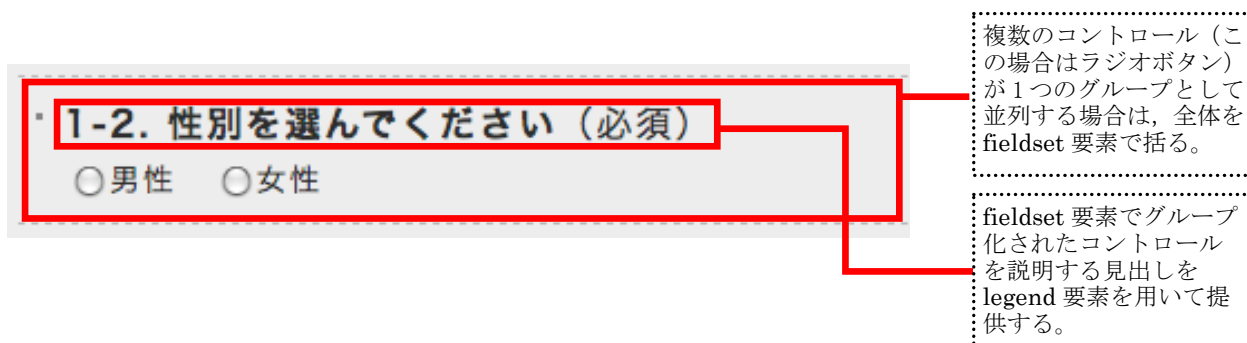 1-2. 性別を選んでください（必須）
○男性 ○女性
複数のコントロール（こ
の場合はラジオボタン）
が１つのグループとして
並列する場合は，全体を
fieldset 要素で括る。
fieldset 要素でグループ
化されたコントロール
を説明する見出しを
legend 要素を用いて提
供する。